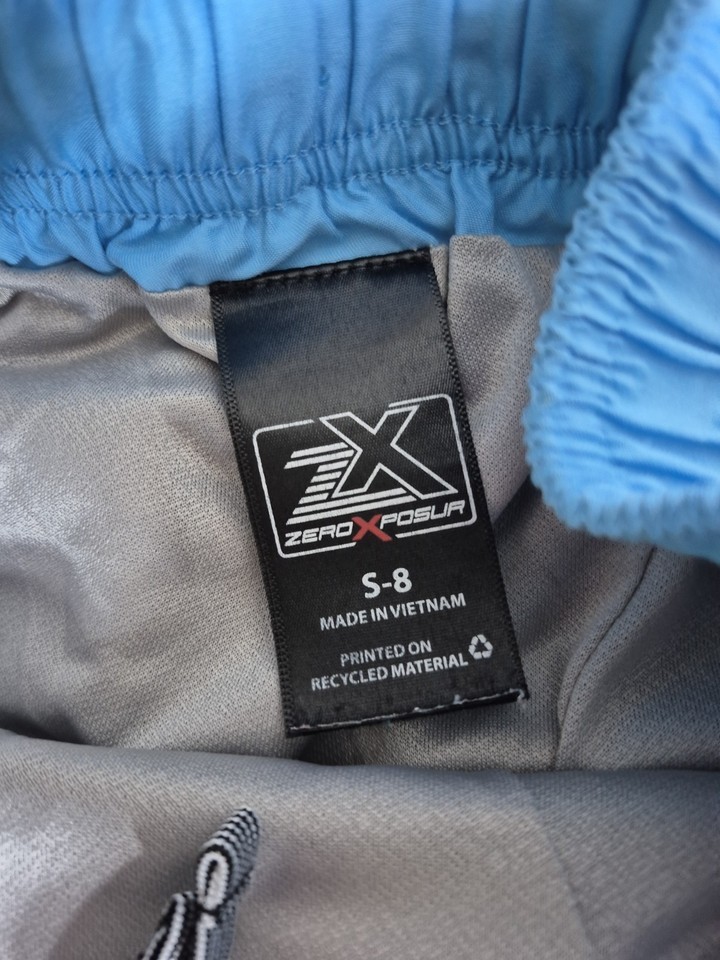 ZX
ZEROXPOSUR
S-8
MADE IN VIETNAM
PRINTED ON
RECYCLED MATERIAL